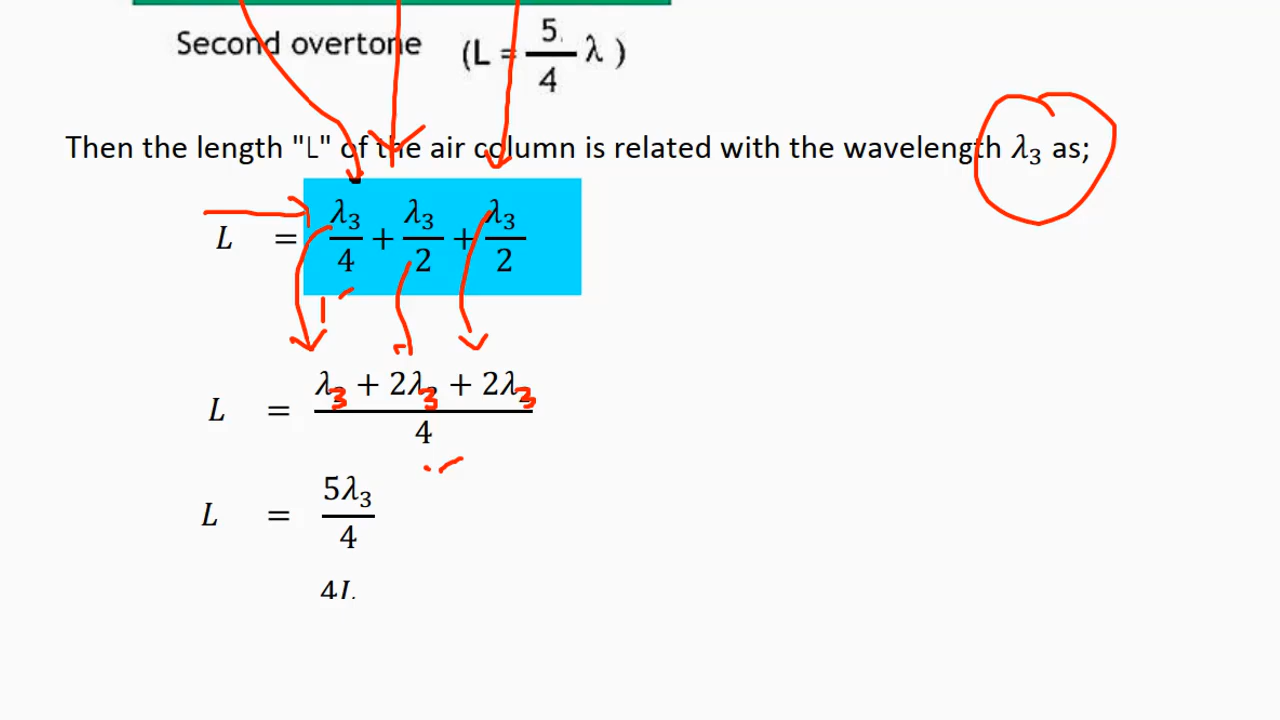 Second overtone (L = 5/4 λ )
Then the length "L" of the air column is related with the wavelength λ₃ as;
L = λ₃/4 + λ₃/2 + λ₃/2
L = (λ₃ + 2λ₃ + 2λ₃)/4
L = 5λ₃/4
4L